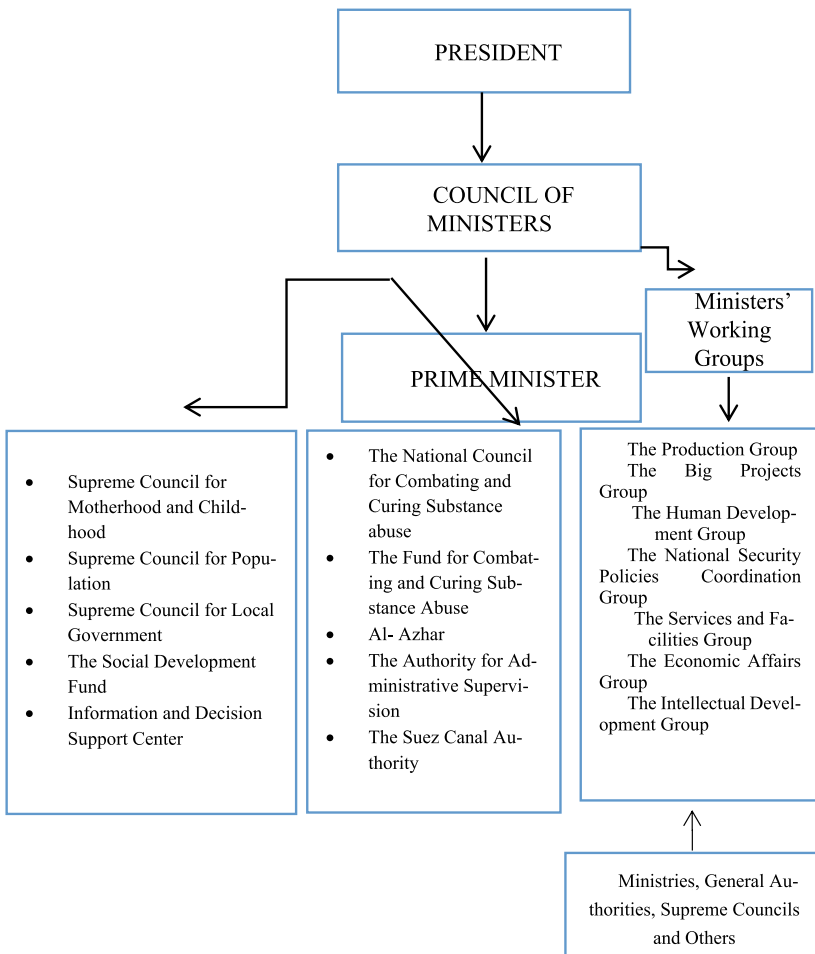 PRESIDENT
COUNCIL OF
MINISTERS
Ministers’
Working
Groups
PRIME MINISTER
• Supreme Council for
Motherhood and Child-
hood
• Supreme Council for Popu-
lation
• Supreme Council for Local
Government
• The Social Development
Fund
• Information and Decision
Support Center
• The National Council
for Combating and
Curing Substance
abuse
• The Fund for Combat-
ing and Curing Sub-
stance Abuse
• Al- Azhar
• The Authority for Ad-
ministrative Supervi-
sion
• The Suez Canal Au-
thority
The Production Group
The Big Projects
Group
The Human Develop-
ment Group
The National Security
Policies Coordination
Group
The Services and Fa-
cilities Group
The Economic Affairs
Group
The Intellectual Devel-
opment Group
Ministries, General Au-
thorities, Supreme Councils
and Others